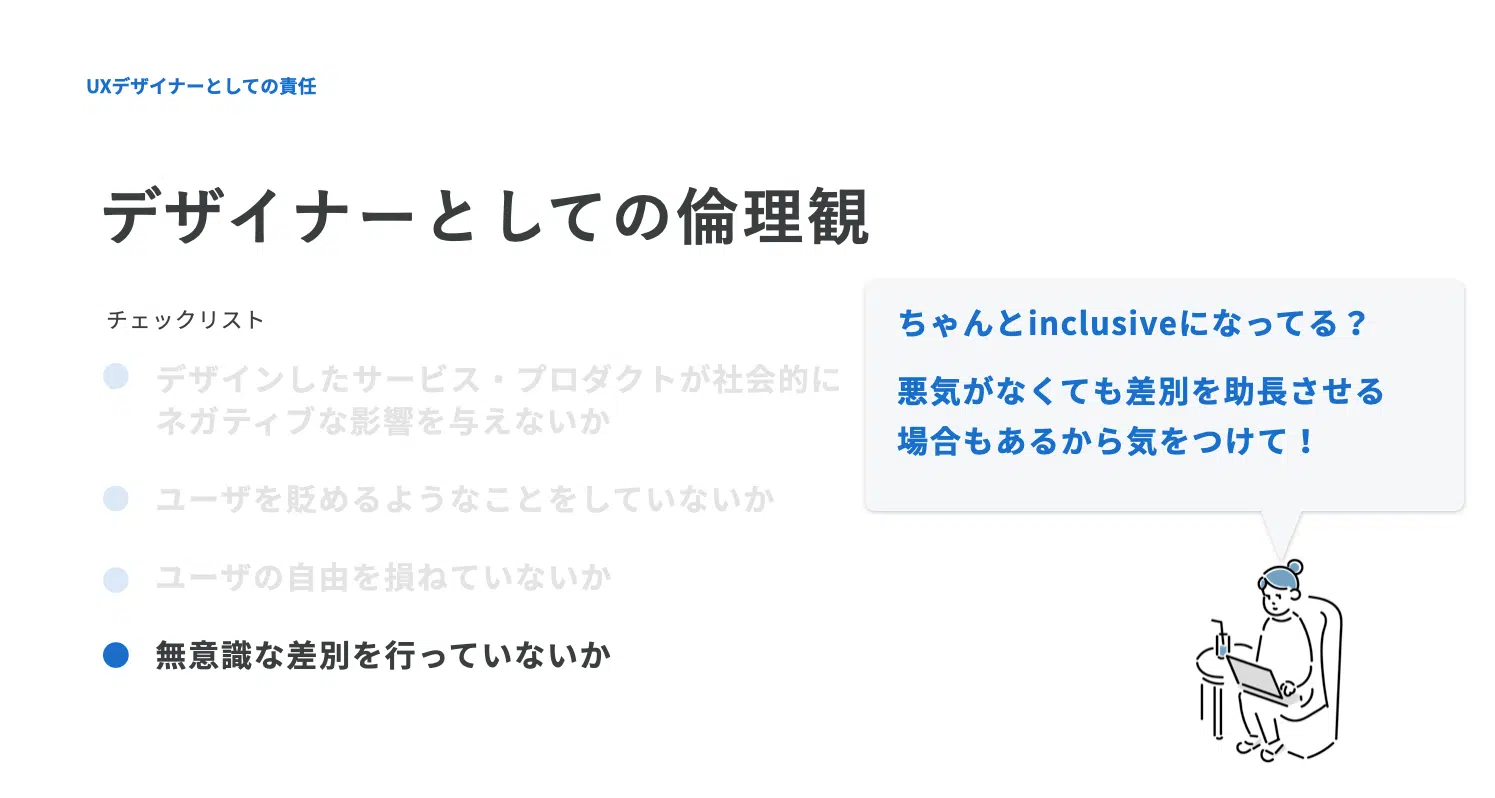 UXデザイナーとしての責任
デザイナーとしての倫理観
チェックリスト
デザインしたサービス・プロダクトが社会的に
ネガティブな影響を与えないか
ユーザを貶めるようなことをしていないか
ユーザの自由を損ねていないか
無意識な差別を行っていないか
ちゃんとinclusiveになってる？
悪気がなくても差別を助長させる
場合もあるから気をつけて！